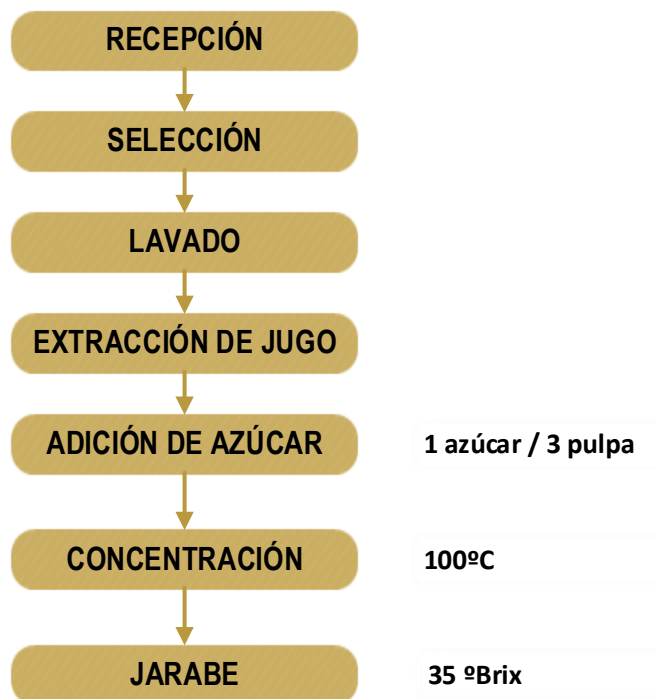 RECEPCIÓN
SELECCIÓN
LAVADO
EXTRACCIÓN DE JUGO
ADICIÓN DE AZÚCAR
1 azúcar / 3 pulpa
CONCENTRACIÓN
100ºC
JARABE
35 ºBrix